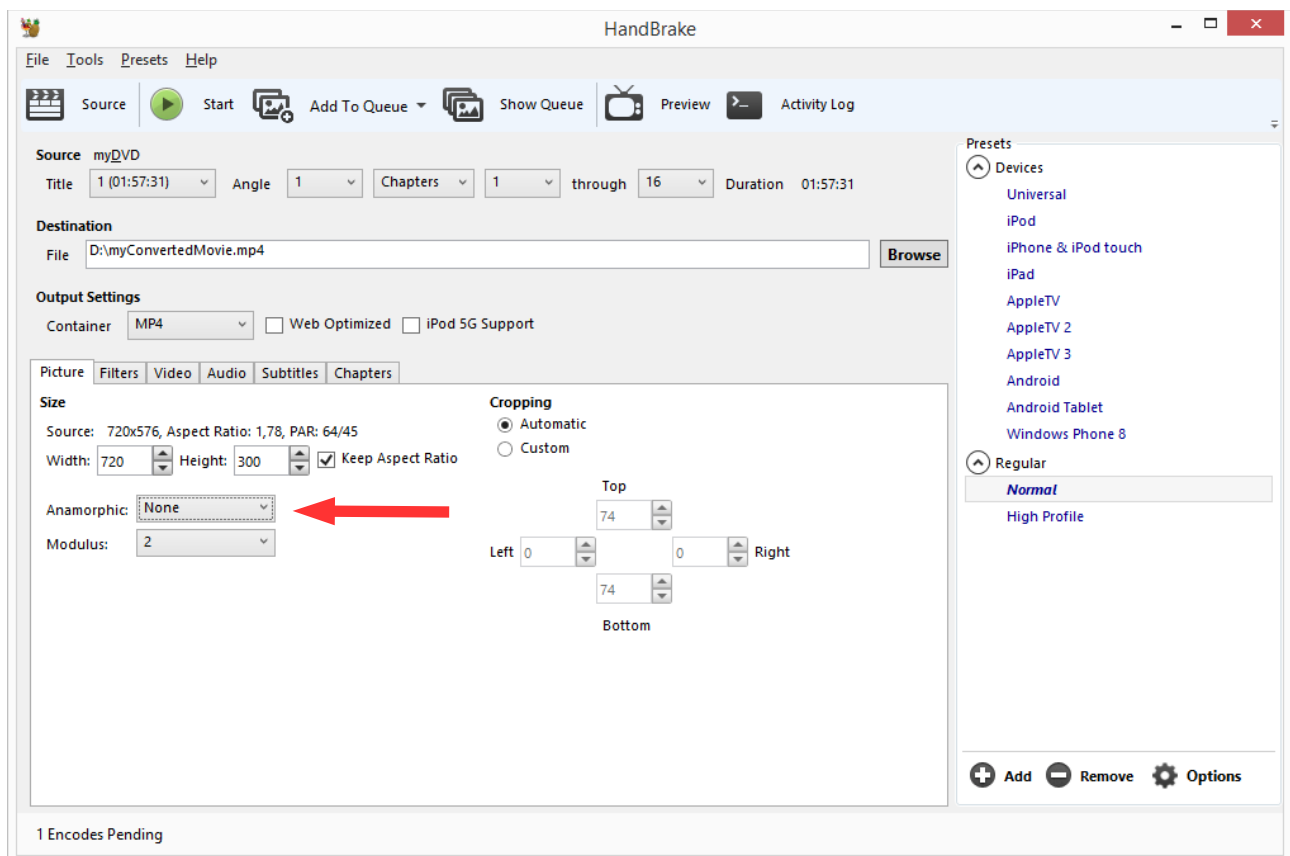 HandBrake
File Tools Presets Help
Source Start Add To Queue Show Queue Preview Activity Log
Source myDVD
Title 1 (01:57:31) Angle 1 Chapters 1 through 16 Duration 01:57:31
Destination
File D:\myConvertedMovie.mp4 Browse
Output Settings
Container MP4 Web Optimized iPod 5G Support
Picture Filters Video Audio Subtitles Chapters
Size
Source: 720x576, Aspect Ratio: 1,78, PAR: 64/45
Width: 720 Height: 300 Keep Aspect Ratio
Anamorphic: None
Modulus: 2
Cropping
Automatic
Custom
Top
74
Left 0 0 Right
74
Bottom
Presets
Devices
Universal
iPod
iPhone & iPod touch
iPad
AppleTV
AppleTV 2
AppleTV 3
Android
Android Tablet
Windows Phone 8
Regular
Normal
High Profile
Add Remove Options
1 Encodes Pending